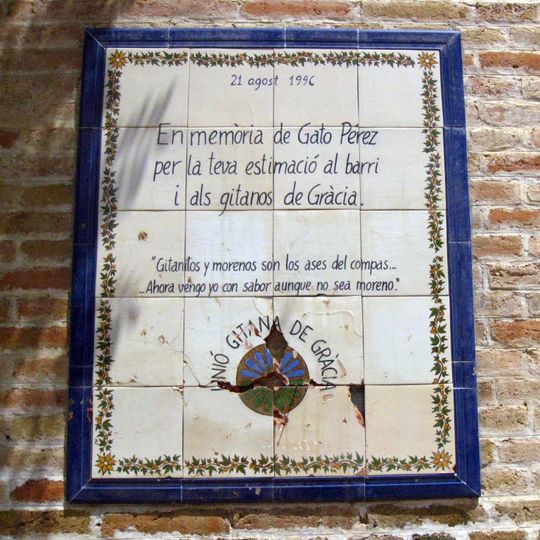 21 agost 1996
En memòria de Gato Pérez
per la teva estimació al barri
i als gitanos de Gràcia.
"Gitanitos y morenos son los ases del compas...
...Ahora vengo yo con sabor aunque no sea moreno."
UNIÓ GITANA DE GRÀCIA